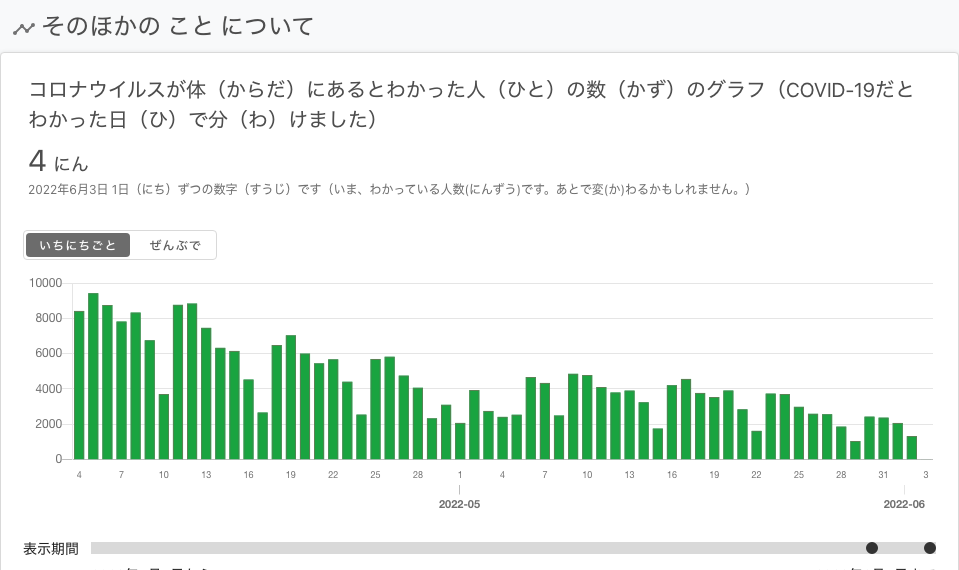 そのほかの こと について
コロナウイルスが体（からだ）にあるとわかった人（ひと）の数（かず）のグラフ（COVID-19だと
わかった日（ひ）で分（わ）けました）
4 にん
2022年6月3日 1日（にち）ずつの数字（すうじ）です（いま、わかっている人数(にんずう)です。あとで変(か)わるかもしれません。）
いちにちごと ぜんぶで
10000
8000
6000
4000
2000
0
4 7 10 13 16 19 22 25 28 1 4 7 10 13 16 19 22 25 28 31 3
2022-05 2022-06
表示期間